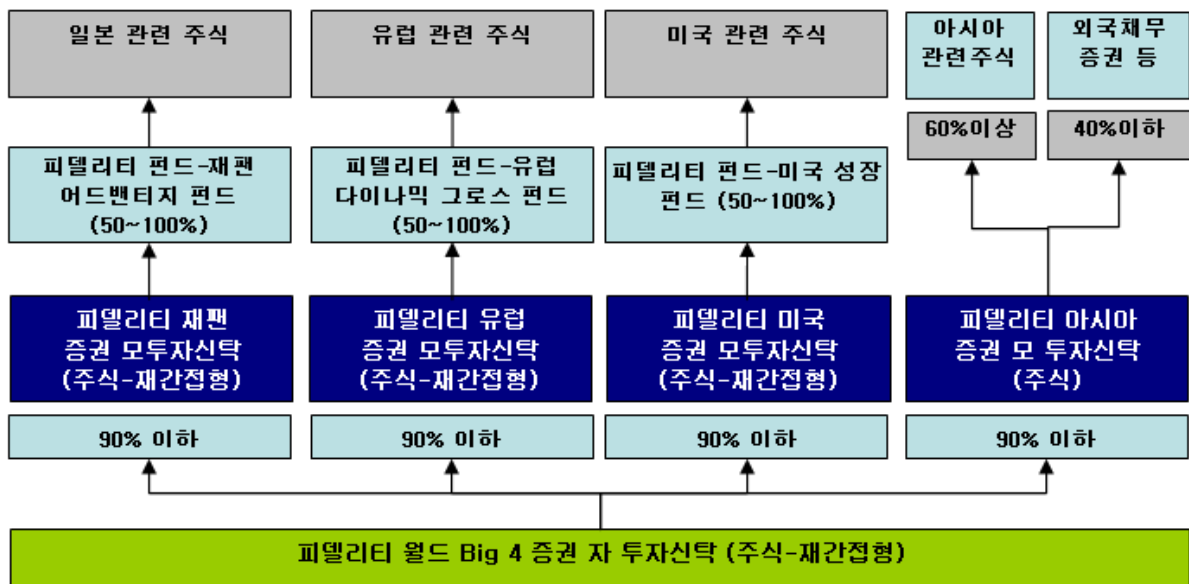 일본 관련 주식
유럽 관련 주식
미국 관련 주식
아시아
관련주식
외국채무
증권 등
60%이상
40%이하
피델리티 펀드-재팬
어드밴티지 펀드
(50~100%)
피델리티 펀드-유럽
다이나믹 그로스 펀드
(50~100%)
피델리티 펀드-미국 성장
펀드 (50~100%)
피델리티 재팬
증권 모투자신탁
(주식-재간접형)
피델리티 유럽
증권 모투자신탁
(주식-재간접형)
피델리티 미국
증권 모투자신탁
(주식-재간접형)
피델리티 아시아
증권 모 투자신탁
(주식)
90% 이하
90% 이하
90% 이하
90% 이하
피델리티 월드 Big 4 증권 자 투자신탁 (주식-재간접형)